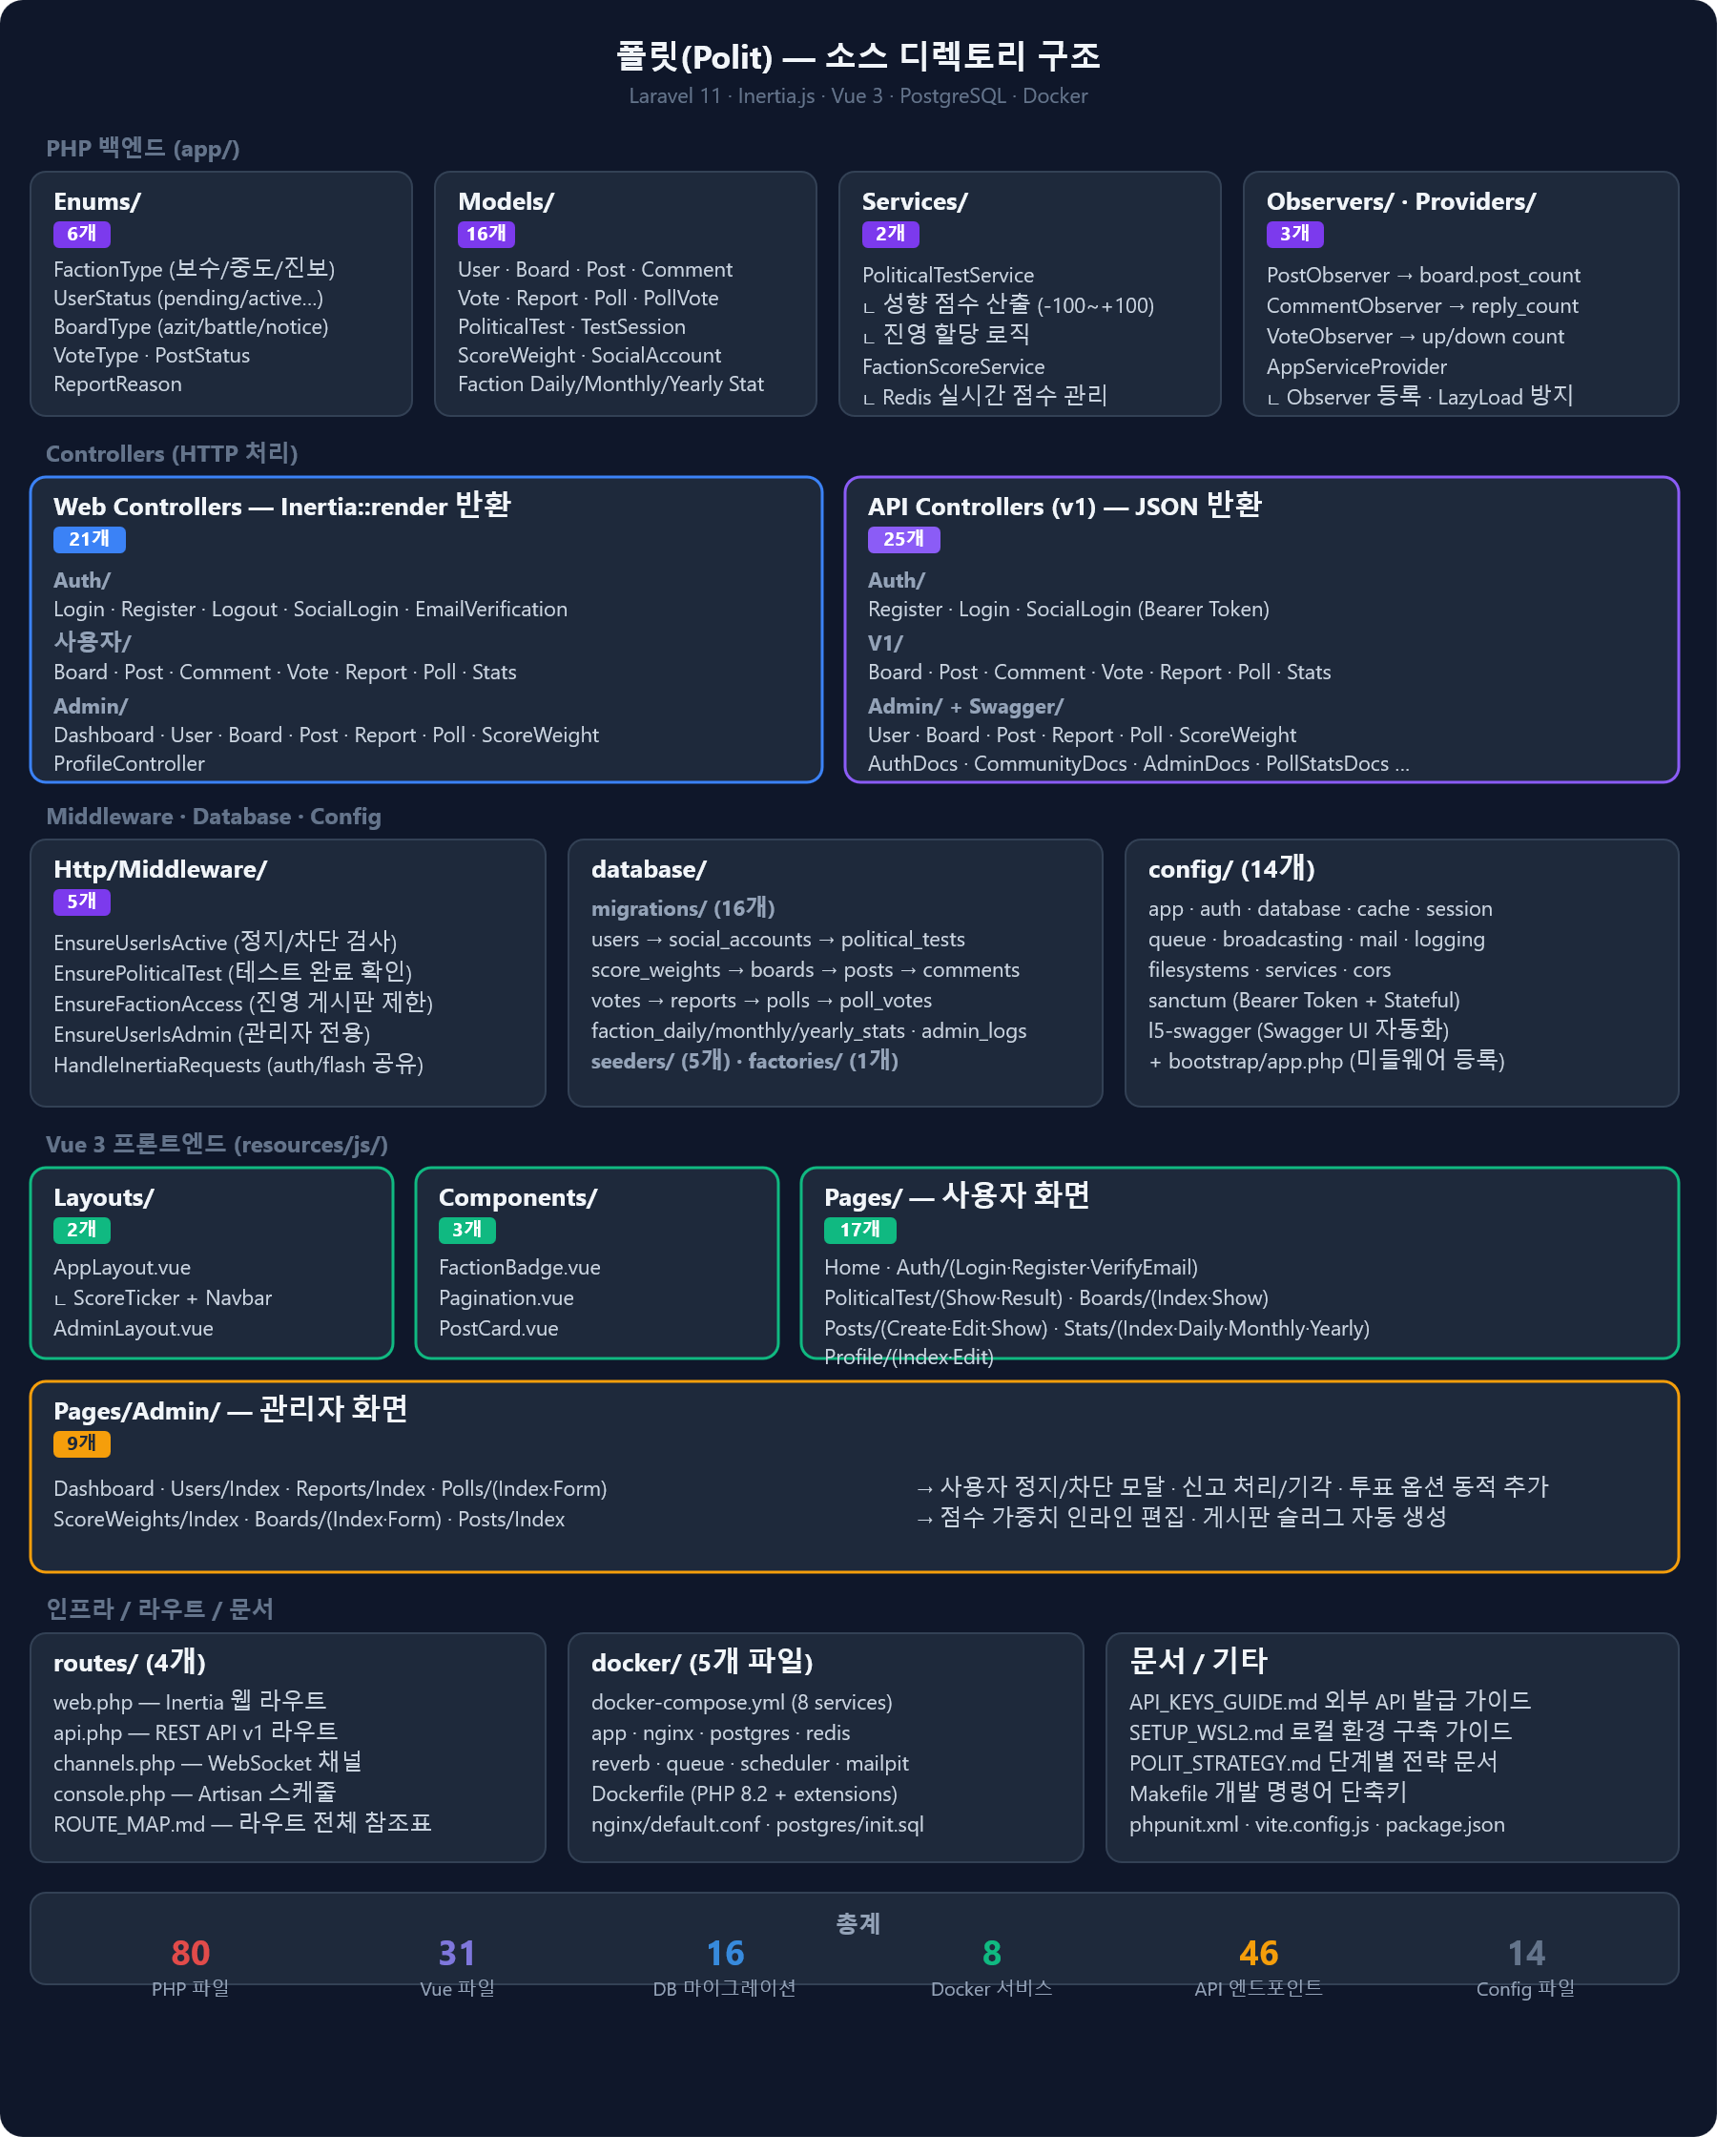 폴릿(Polit) — 소스 디렉토리 구조
Laravel 11 · Inertia.js · Vue 3 · PostgreSQL · Docker
PHP 백엔드 (app/)
Enums/
6개
FactionType (보수/중도/진보)
UserStatus (pending/active...)
BoardType (azit/battle/notice)
VoteType · PostStatus
ReportReason
Models/
16개
User · Board · Post · Comment
Vote · Report · Poll · PollVote
PoliticalTest · TestSession
ScoreWeight · SocialAccount
Faction Daily/Monthly/Yearly Stat
Services/
2개
PoliticalTestService
ㄴ 성향 점수 산출 (-100~+100)
ㄴ 진영 할당 로직
FactionScoreService
ㄴ Redis 실시간 점수 관리
Observers/ · Providers/
3개
PostObserver → board.post_count
CommentObserver → reply_count
VoteObserver → up/down count
AppServiceProvider
ㄴ Observer 등록 · LazyLoad 방지
Controllers (HTTP 처리)
Web Controllers — Inertia::render 반환
21개
Auth/
Login · Register · Logout · SocialLogin · EmailVerification
사용자/
Board · Post · Comment · Vote · Report · Poll · Stats
Admin/
Dashboard · User · Board · Post · Report · Poll · ScoreWeight
ProfileController
API Controllers (v1) — JSON 반환
25개
Auth/
Register · Login · SocialLogin (Bearer Token)
V1/
Board · Post · Comment · Vote · Report · Poll · Stats
Admin/ + Swagger/
User · Board · Post · Report · Poll · ScoreWeight
AuthDocs · CommunityDocs · AdminDocs · PollStatsDocs ...
Middleware · Database · Config
Http/Middleware/
5개
EnsureUserIsActive (정지/차단 검사)
EnsurePoliticalTest (테스트 완료 확인)
EnsureFactionAccess (진영 게시판 제한)
EnsureUserIsAdmin (관리자 전용)
HandleInertiaRequests (auth/flash 공유)
database/
migrations/ (16개)
users → social_accounts → political_tests
score_weights → boards → posts → comments
votes → reports → polls → poll_votes
faction_daily/monthly/yearly_stats · admin_logs
seeders/ (5개) · factories/ (1개)
config/ (14개)
app · auth · database · cache · session
queue · broadcasting · mail · logging
filesystems · services · cors
sanctum (Bearer Token + Stateful)
l5-swagger (Swagger UI 자동화)
+ bootstrap/app.php (미들웨어 등록)
Vue 3 프론트엔드 (resources/js/)
Layouts/
2개
AppLayout.vue
ㄴ ScoreTicker + Navbar
AdminLayout.vue
Components/
3개
FactionBadge.vue
Pagination.vue
PostCard.vue
Pages/ — 사용자 화면
17개
Home · Auth/(Login·Register·VerifyEmail)
PoliticalTest/(Show·Result) · Boards/(Index·Show)
Posts/(Create·Edit·Show) · Stats/(Index·Daily·Monthly·Yearly)
Profile/(Index·Edit)
Pages/Admin/ — 관리자 화면
9개
Dashboard · Users/Index · Reports/Index · Polls/(Index·Form)
ScoreWeights/Index · Boards/(Index·Form) · Posts/Index
→ 사용자 정지/차단 모달 · 신고 처리/기각 · 투표 옵션 동적 추가
→ 점수 가중치 인라인 편집 · 게시판 슬러그 자동 생성
인프라 / 라우트 / 문서
routes/ (4개)
web.php — Inertia 웹 라우트
api.php — REST API v1 라우트
channels.php — WebSocket 채널
console.php — Artisan 스케줄
ROUTE_MAP.md — 라우트 전체 참조표
docker/ (5개 파일)
docker-compose.yml (8 services)
app · nginx · postgres · redis
reverb · queue · scheduler · mailpit
Dockerfile (PHP 8.2 + extensions)
nginx/default.conf · postgres/init.sql
문서 / 기타
API_KEYS_GUIDE.md 외부 API 발급 가이드
SETUP_WSL2.md 로컬 환경 구축 가이드
POLIT_STRATEGY.md 단계별 전략 문서
Makefile 개발 명령어 단축키
phpunit.xml · vite.config.js · package.json
총계
80
PHP 파일
31
Vue 파일
16
DB 마이그레이션
8
Docker 서비스
46
API 엔드포인트
14
Config 파일